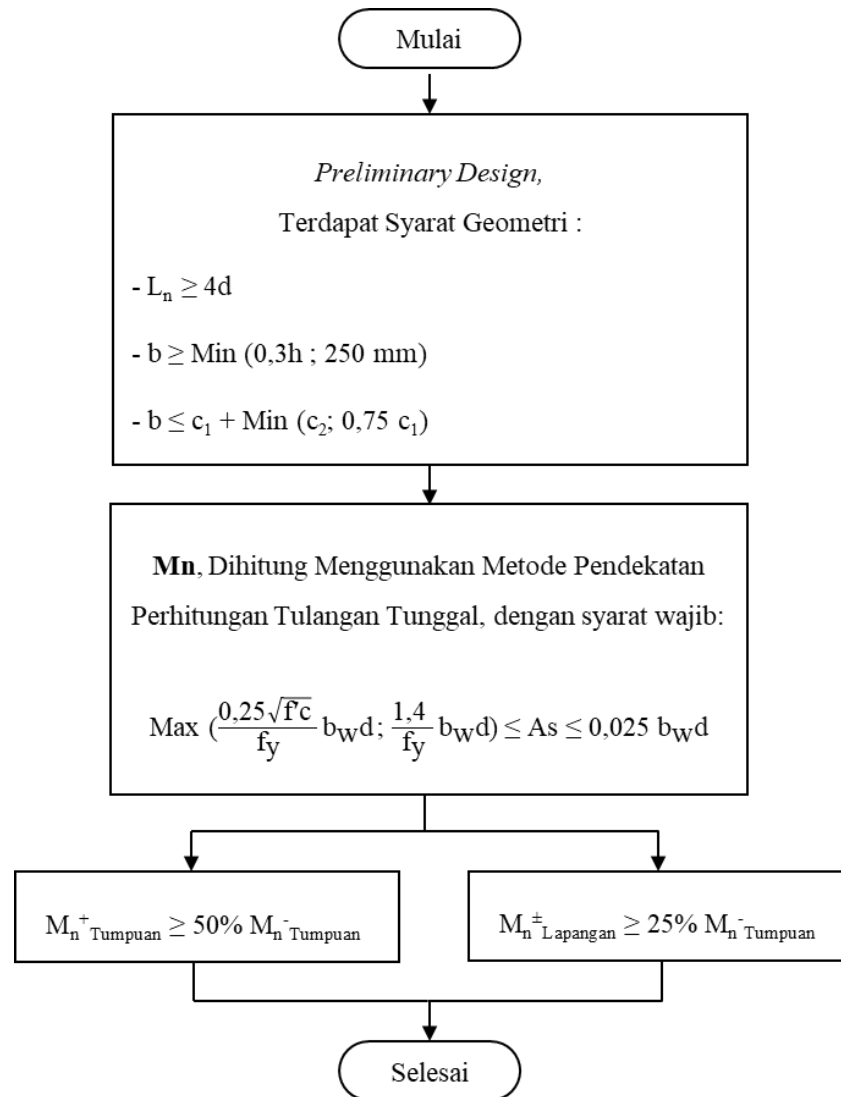 Mulai
Preliminary Design,
Terdapat Syarat Geometri :
- Lₙ ≥ 4d
- b ≥ Min (0,3h ; 250 mm)
- b ≤ c₁ + Min (c₂; 0,75 c₁)
Mn, Dihitung Menggunakan Metode Pendekatan
Perhitungan Tulangan Tunggal, dengan syarat wajib:
Max (0,25√f'c/fy bwd; 1,4/fy bwd) ≤ As ≤ 0,025 bwd
Mₙ⁺Tumpuan ≥ 50% Mₙ⁻Tumpuan
Mₙ±Lapangan ≥ 25% Mₙ⁻Tumpuan
Selesai